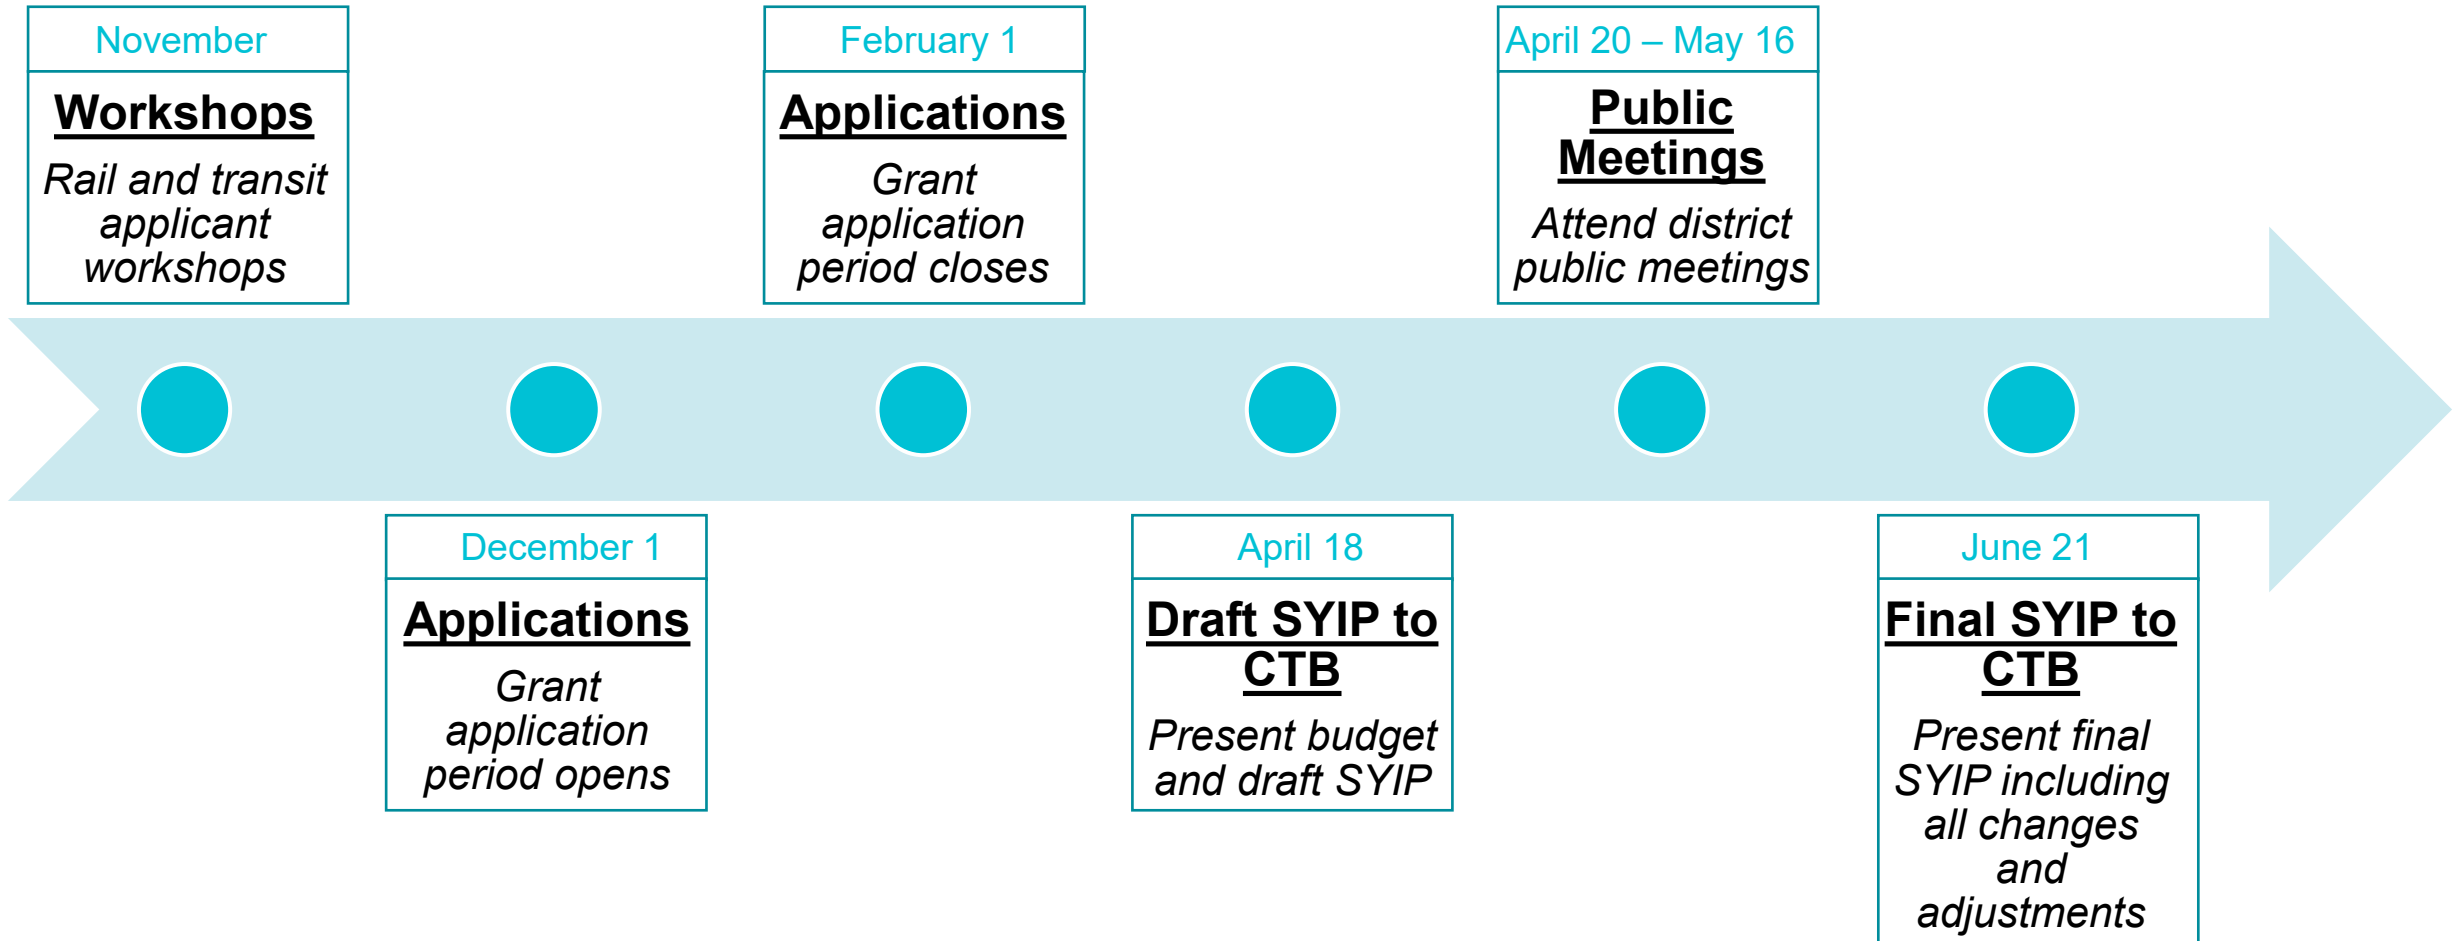 November
Workshops
Rail and transit
applicant
workshops
December 1
Applications
Grant
application
period opens
February 1
Applications
Grant
application
period closes
April 18
Draft SYIP to
CTB
Present budget
and draft SYIP
April 20 – May 16
Public
Meetings
Attend district
public meetings
June 21
Final SYIP to
CTB
Present final
SYIP including
all changes
and
adjustments